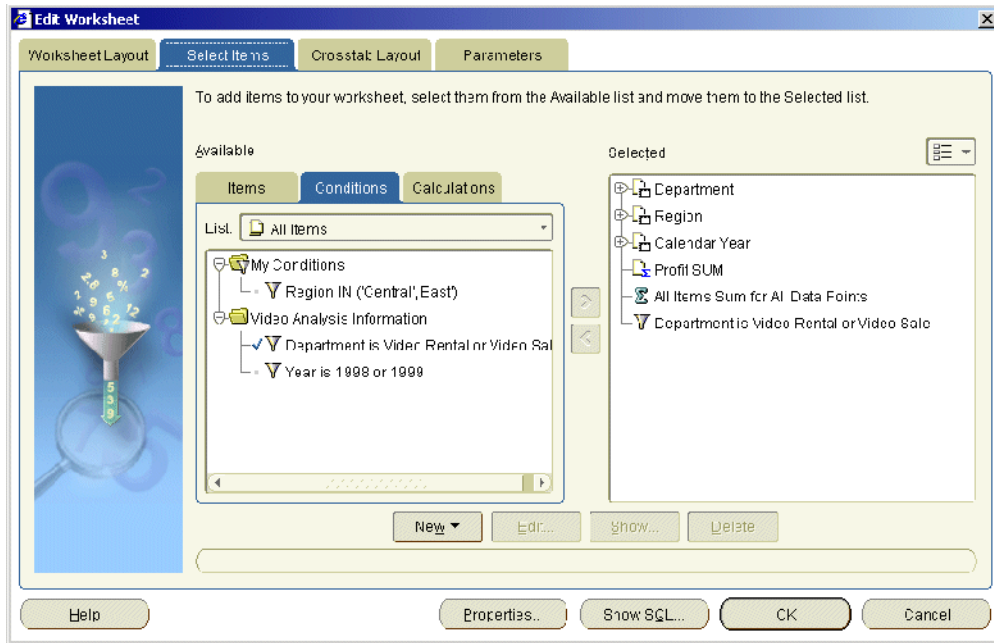 Edit Worksheet
Worksheet Layout
Select Items
Crosstab Layout
Parameters
To add items to your worksheet, select them from the Available list and move them to the Selected list.
Available
Selected
Items
Conditions
Calculations
List.
All Items
My Conditions
Region IN ('Central',East')
Video Analysis Information
Department is Video Rental or Video Sal
Year is 1998 or 1999
Department
Region
Calendar Year
Profit SUM
All Items Sum for All Data Points
Department is Video Rental or Video Sale
New
Edit...
Show...
Delete
Help
Properties..
Show SQL...
OK
Cancel